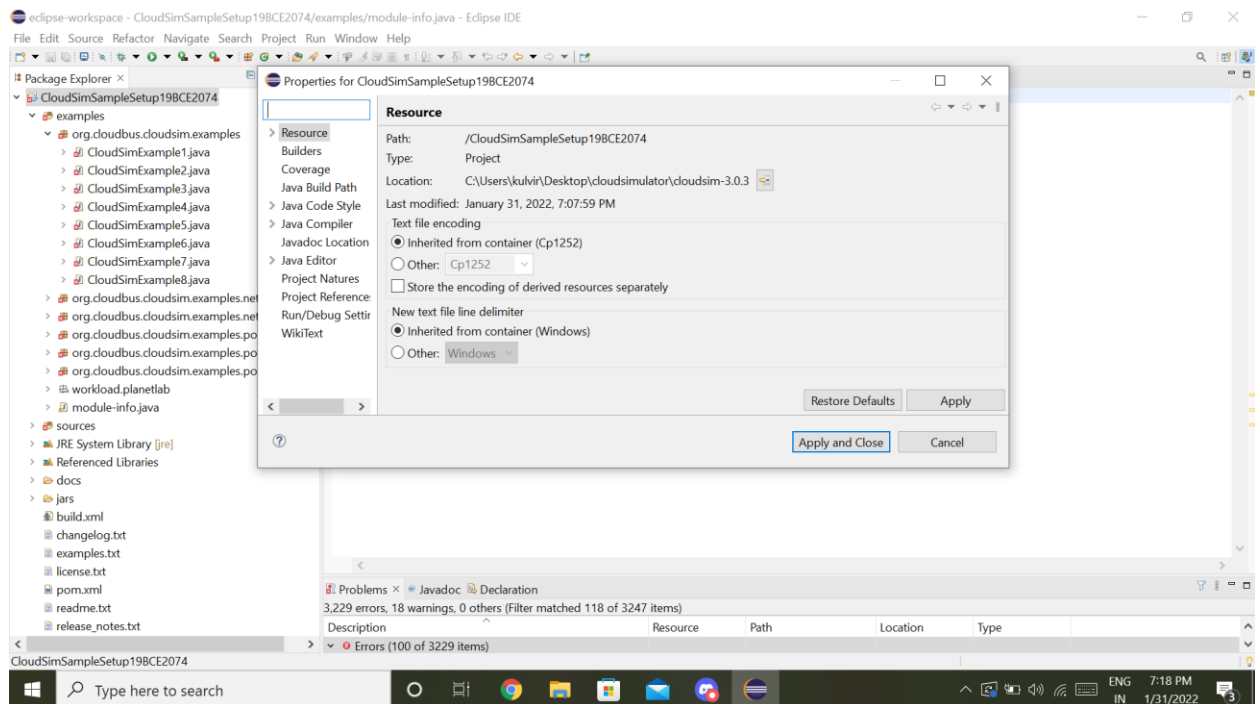 eclipse-workspace - CloudSimSampleSetup19BCE2074/examples/module-info.java - Eclipse IDE
File Edit Source Refactor Navigate Search Project Run Window Help
Package Explorer ×
CloudSimSampleSetup19BCE2074
examples
org.cloudbus.cloudsim.examples
CloudSimExample1.java
CloudSimExample2.java
CloudSimExample3.java
CloudSimExample4.java
CloudSimExample5.java
CloudSimExample6.java
CloudSimExample7.java
CloudSimExample8.java
org.cloudbus.cloudsim.examples.net
org.cloudbus.cloudsim.examples.net
org.cloudbus.cloudsim.examples.po
org.cloudbus.cloudsim.examples.po
org.cloudbus.cloudsim.examples.po
workload.planetlab
module-info.java
sources
JRE System Library [jre]
Referenced Libraries
docs
jars
build.xml
changelog.txt
examples.txt
license.txt
pom.xml
readme.txt
release_notes.txt
Properties for CloudSimSampleSetup19BCE2074
Resource
Builders
Coverage
Java Build Path
Java Code Style
Java Compiler
Javadoc Location
Java Editor
Project Natures
Project Reference
Run/Debug Settin
WikiText
Resource
Path: /CloudSimSampleSetup19BCE2074
Type: Project
Location: C:\Users\kulvir\Desktop\cloudsimulator\cloudsim-3.0.3
Last modified: January 31, 2022, 7:07:59 PM
Text file encoding
Inherited from container (Cp1252)
Other: Cp1252
Store the encoding of derived resources separately
New text file line delimiter
Inherited from container (Windows)
Other: Windows
Restore Defaults Apply
Apply and Close Cancel
Problems × Javadoc Declaration
3,229 errors, 18 warnings, 0 others (Filter matched 118 of 3247 items)
Description Resource Path Location Type
Errors (100 of 3229 items)
CloudSimSampleSetup19BCE2074
Type here to search
ENG
IN
7:18 PM
1/31/2022
3